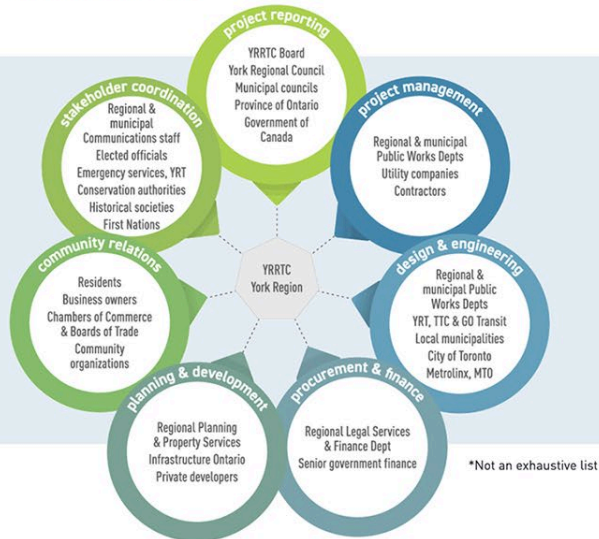 project reporting
YRRTC Board
York Regional Council
Municipal councils
Province of Ontario
Government of
Canada
project management
Regional & municipal
Public Works Depts
Utility companies
Contractors
design & engineering
Regional &
municipal Public
Works Depts
YRT, TTC & GO Transit
Local municipalities
City of Toronto
Metrolinx, MTO
procurement & finance
Regional Legal Services
& Finance Dept
Senior government finance
planning & development
Regional Planning
& Property Services
Infrastructure Ontario
Private developers
community relations
Residents
Business owners
Chambers of Commerce
& Boards of Trade
Community
organizations
stakeholder coordination
Regional &
municipal
Communications staff
Elected officials
Emergency services, YRT
Conservation authorities
Historical societies
First Nations
YRRTC
York Region
*Not an exhaustive list